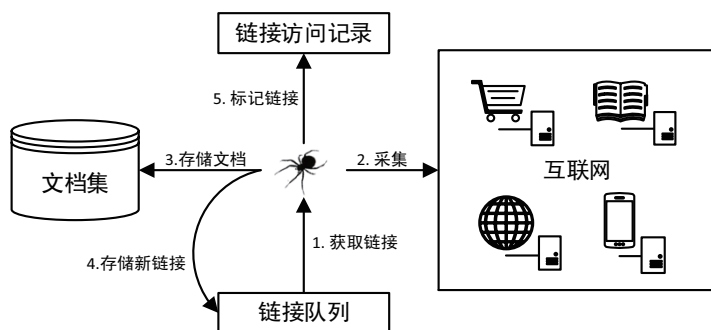 链接访问记录
5. 标记链接
3.存储文档
2. 采集
文档集
互联网
1. 获取链接
4.存储新链接
链接队列